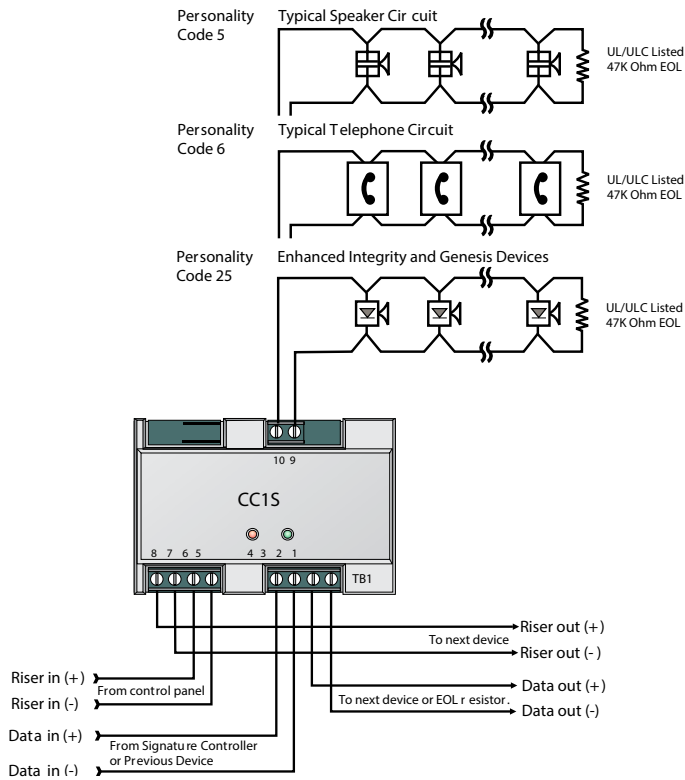 Personality Typical Speaker Cir cuit
Code 5
UL/ULC Listed
47K Ohm EOL
Personality Typical Telephone Circuit
Code 6
UL/ULC Listed
47K Ohm EOL
Personality Enhanced Integrity and Genesis Devices
Code 25
UL/ULC Listed
47K Ohm EOL
10 9
CC1S
8 7 6 5 4 3 2 1
TB1
Riser out (+)
To next device
Riser out (-)
Riser in (+)
From control panel
Riser in (-)
Data out (+)
To next device or EOL r esistor.
Data out (-)
Data in (+)
From Signature Controller
or Previous Device
Data in (-)